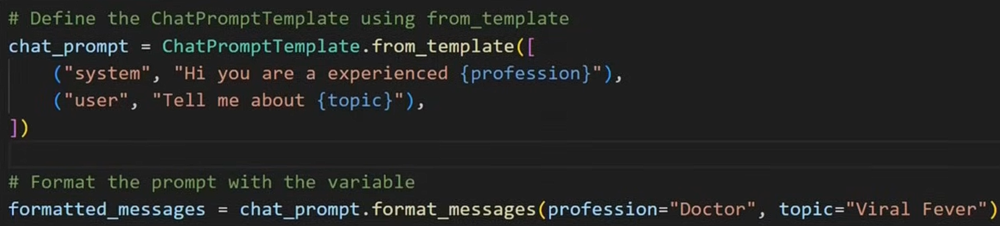 # Define the ChatPromptTemplate using from_template
chat_prompt = ChatPromptTemplate.from_template([
    ("system", "Hi you are a experienced {profession}"),
    ("user", "Tell me about {topic}"),
])
# Format the prompt with the variable
formatted_messages = chat_prompt.format_messages(profession="Doctor", topic="Viral Fever")